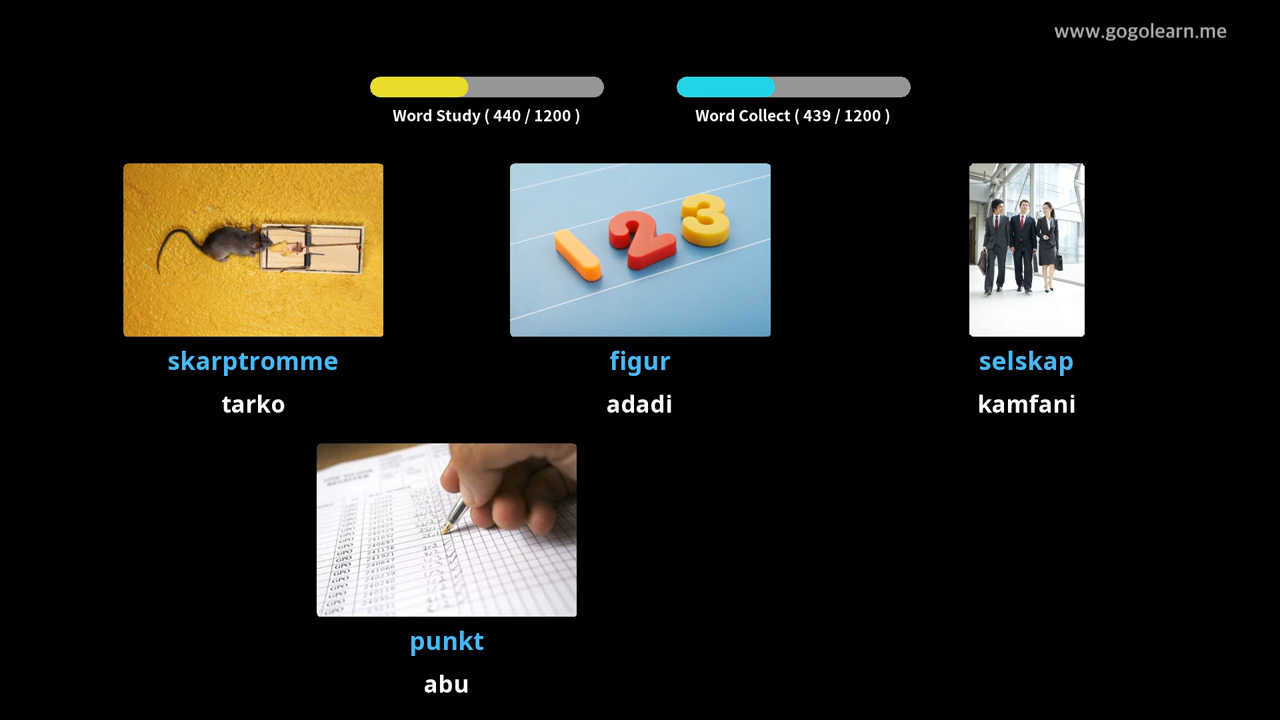 www.gogolearn.me
Word Study ( 440 / 1200 )
Word Collect ( 439 / 1200 )
skarptromme
figur
selskap
tarko
adadi
kamfani
punkt
abu